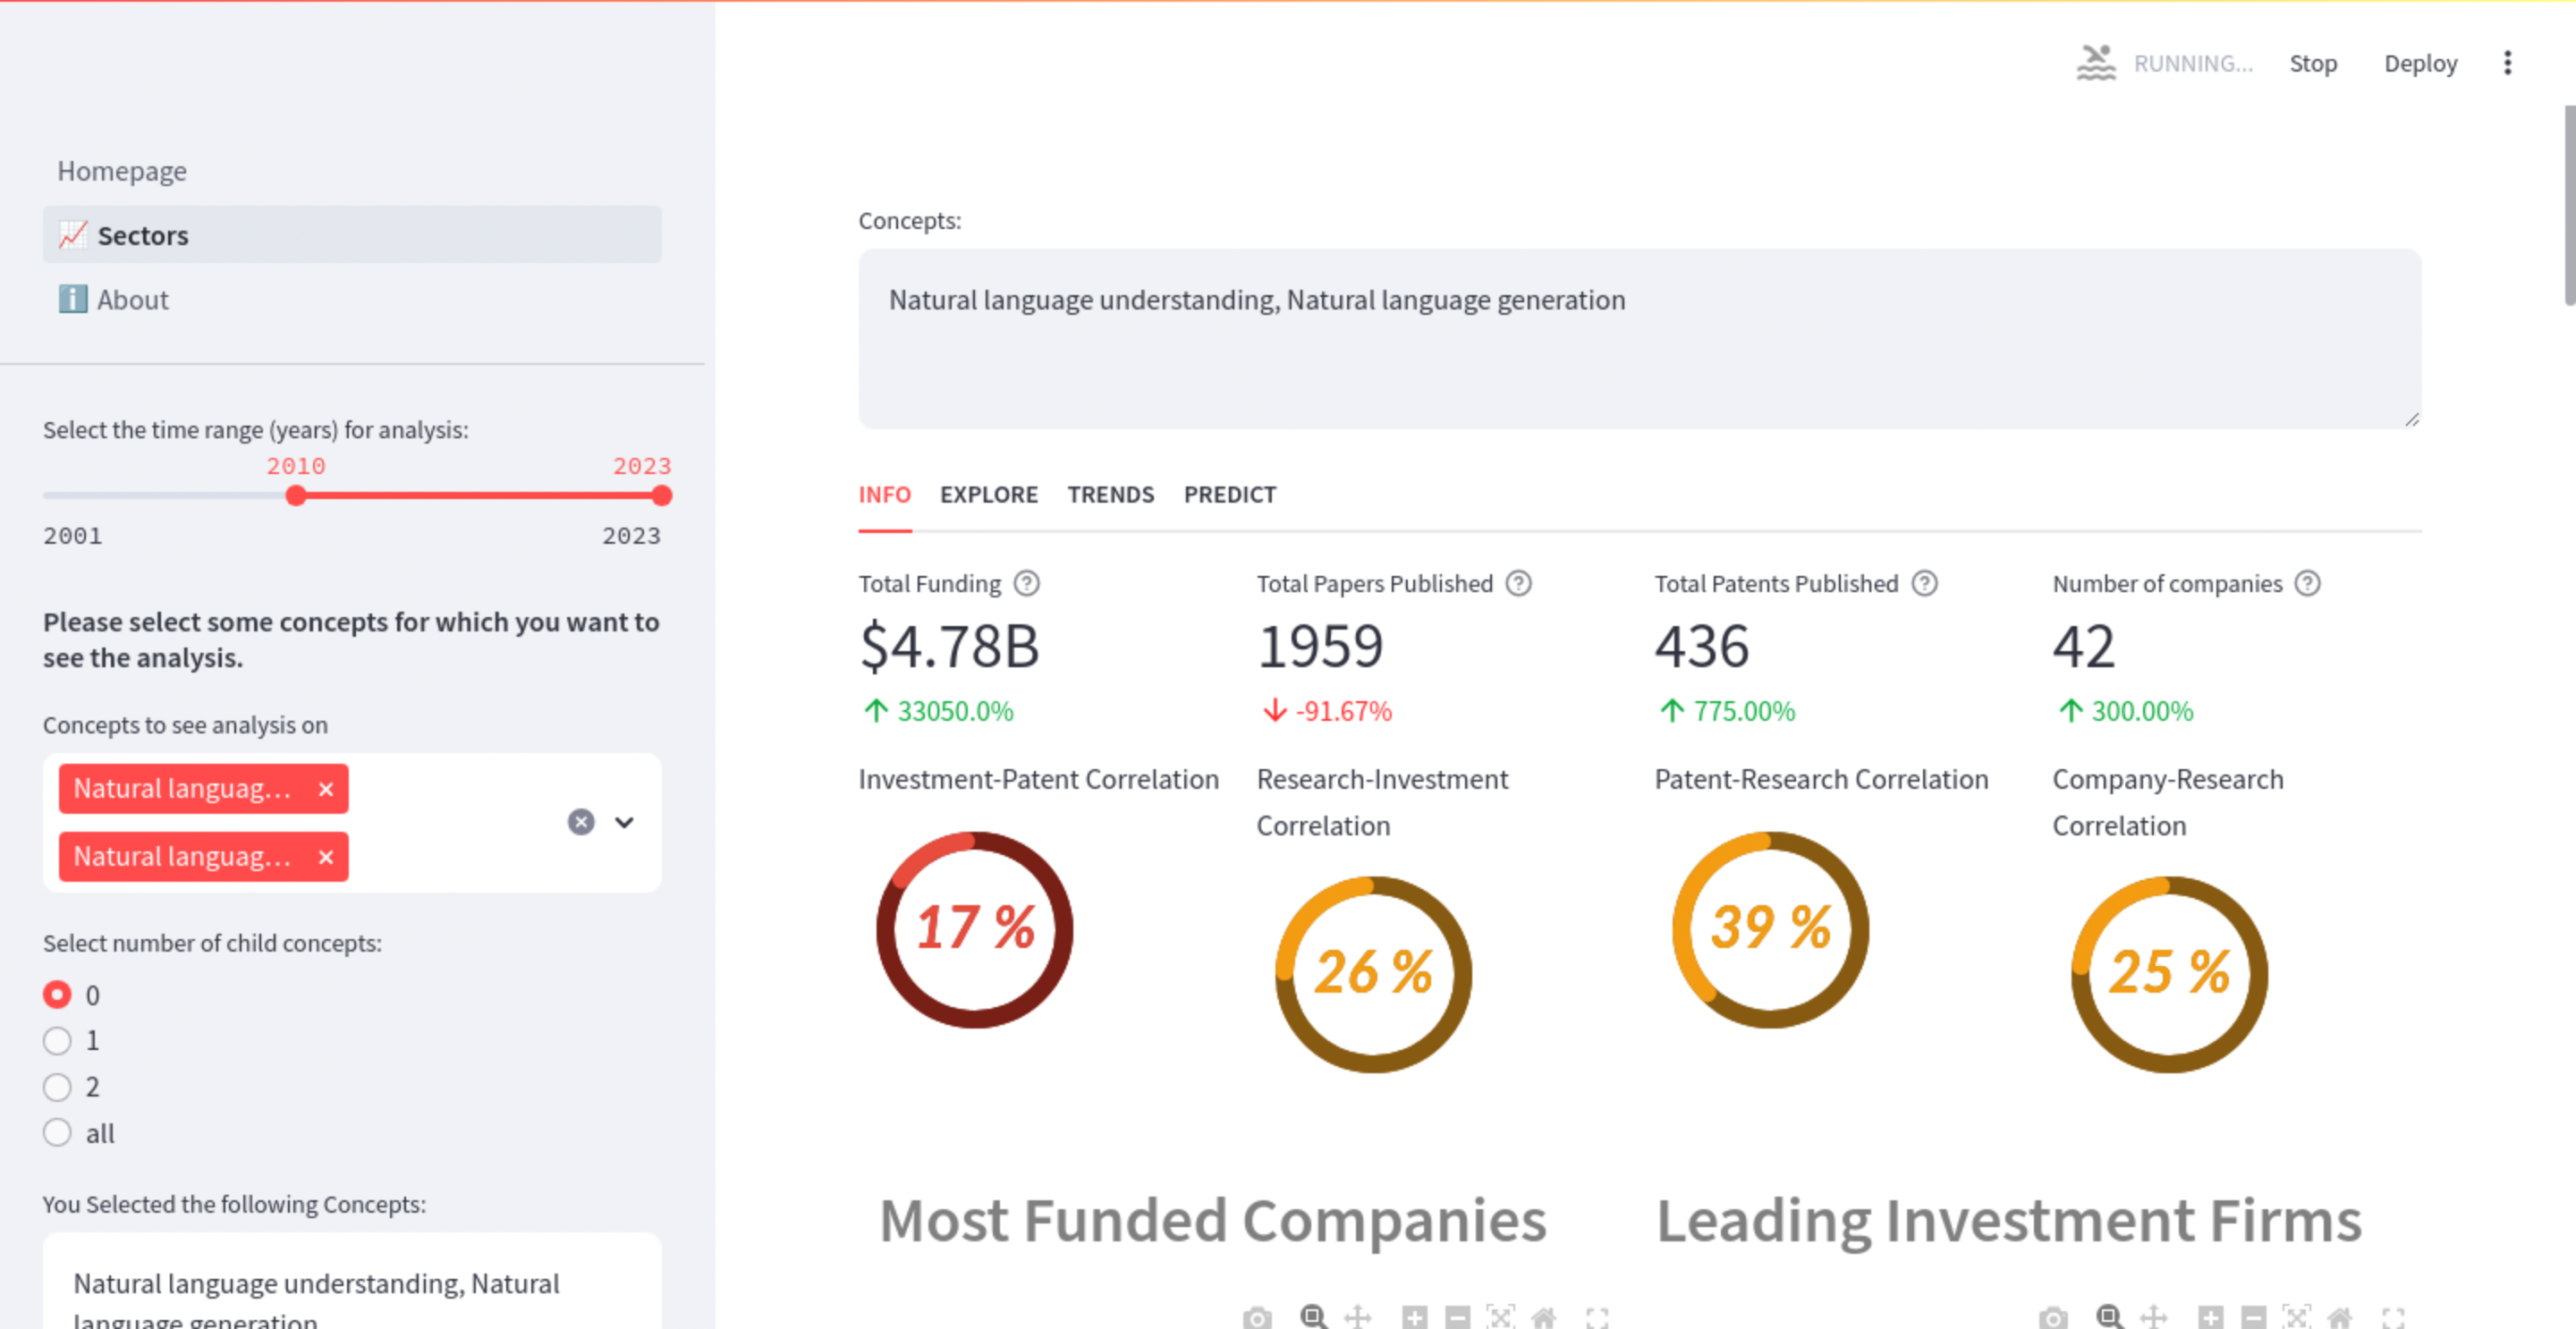 RUNNING...
Stop
Deploy
Homepage
Sectors
About
Select the time range (years) for analysis:
2010
2023
2001
2023
Please select some concepts for which you want to
see the analysis.
Concepts to see analysis on
Natural languag...
Natural languag...
Select number of child concepts:
0
1
2
all
You Selected the following Concepts:
Natural language understanding, Natural
language generation
Concepts:
Natural language understanding, Natural language generation
INFO
EXPLORE
TRENDS
PREDICT
Total Funding
$4.78B
33050.0%
Total Papers Published
1959
-91.67%
Total Patents Published
436
775.00%
Number of companies
42
300.00%
Investment-Patent Correlation
17 %
Research-Investment
Correlation
26 %
Patent-Research Correlation
39 %
Company-Research
Correlation
25 %
Most Funded Companies
Leading Investment Firms